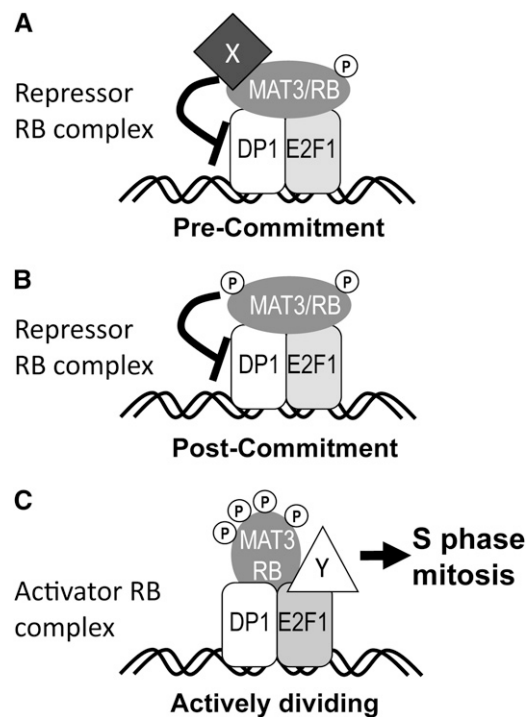 A
X
P
MAT3/RB
Repressor
RB complex
DP1 E2F1
Pre-Commitment
B
P P
MAT3/RB
Repressor
RB complex
DP1 E2F1
Post-Commitment
C
P P P P
MAT3
RB
Y
S phase
mitosis
Activator RB
complex
DP1 E2F1
Actively dividing